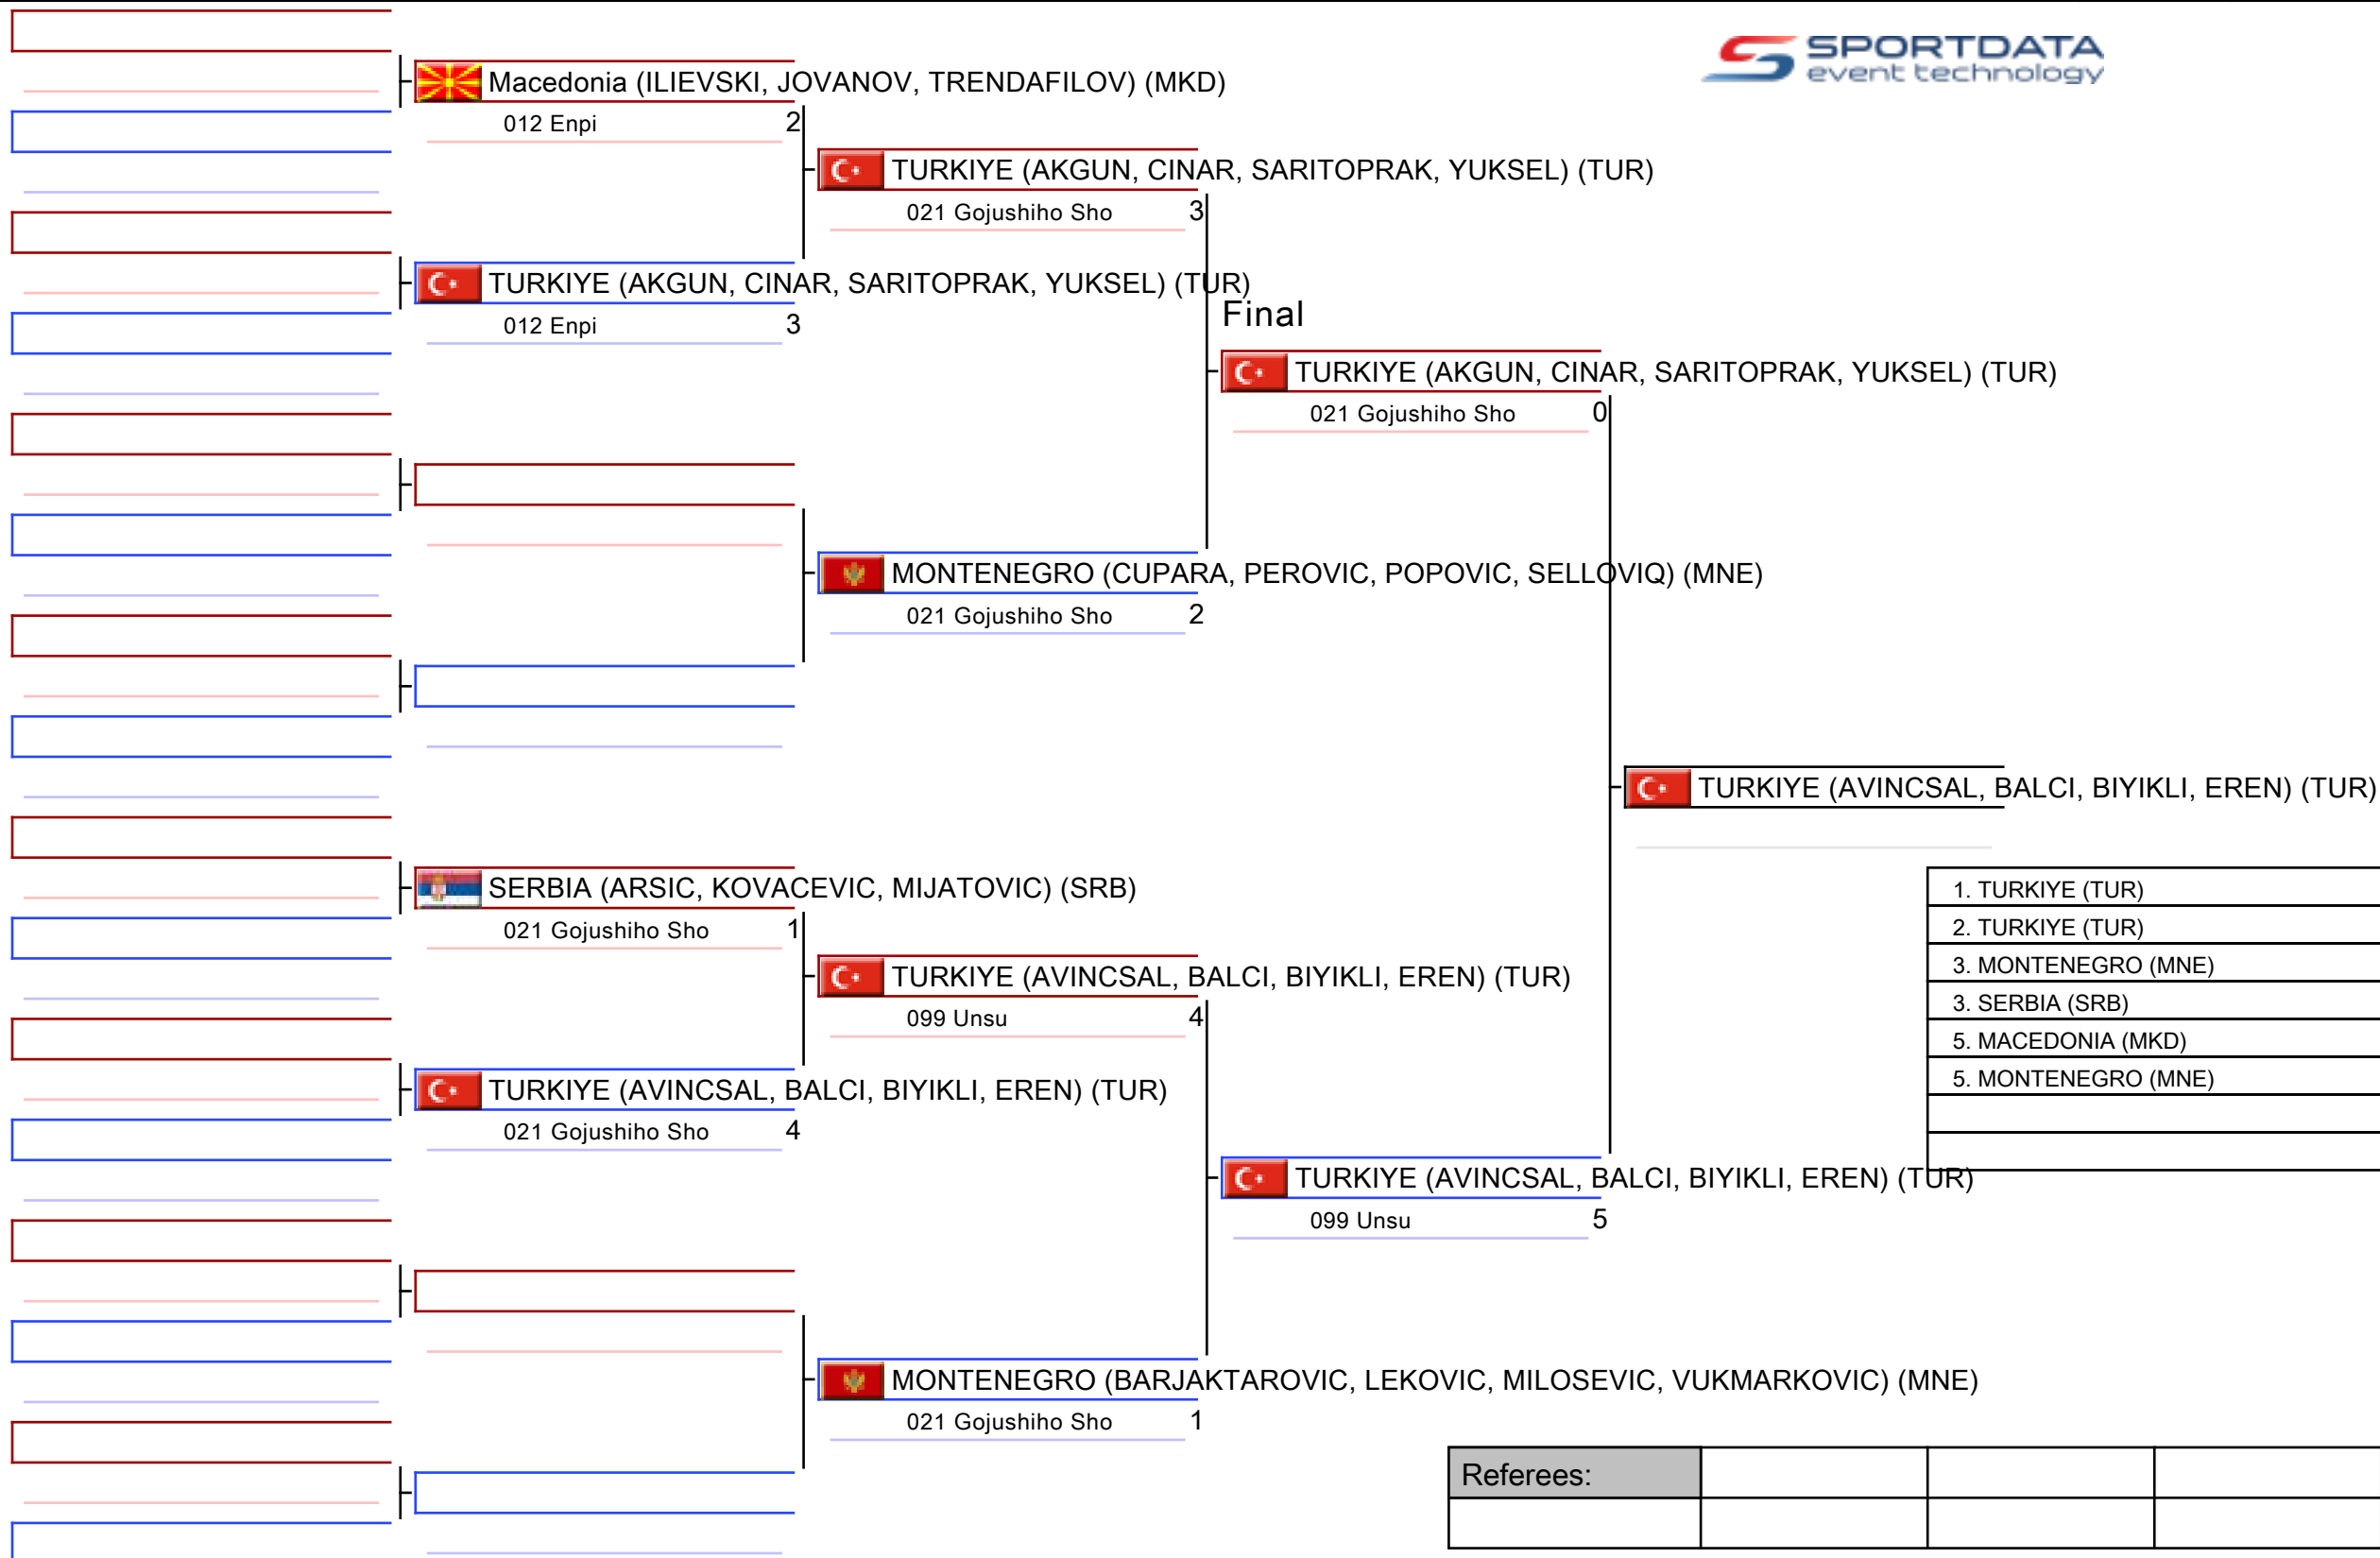 SPORTDATA
event technology
Macedonia (ILIEVSKI, JOVANOV, TRENDAFILOV) (MKD)
012 Enpi 2
TURKIYE (AKGUN, CINAR, SARITOPRAK, YUKSEL) (TUR)
021 Gojushiho Sho 3
TURKIYE (AKGUN, CINAR, SARITOPRAK, YUKSEL) (TUR)
012 Enpi 3
Final
TURKIYE (AKGUN, CINAR, SARITOPRAK, YUKSEL) (TUR)
021 Gojushiho Sho 0
MONTENEGRO (CUPARA, PEROVIC, POPOVIC, SELLOVIQ) (MNE)
021 Gojushiho Sho 2
TURKIYE (AVINCSAL, BALCI, BIYIKLI, EREN) (TUR)
SERBIA (ARSIC, KOVACEVIC, MIJATOVIC) (SRB)
021 Gojushiho Sho 1
1. TURKIYE (TUR)
2. TURKIYE (TUR)
3. MONTENEGRO (MNE)
3. SERBIA (SRB)
5. MACEDONIA (MKD)
5. MONTENEGRO (MNE)
TURKIYE (AVINCSAL, BALCI, BIYIKLI, EREN) (TUR)
099 Unsu 4
TURKIYE (AVINCSAL, BALCI, BIYIKLI, EREN) (TUR)
021 Gojushiho Sho 4
TURKIYE (AVINCSAL, BALCI, BIYIKLI, EREN) (TUR)
099 Unsu 5
MONTENEGRO (BARJAKTAROVIC, LEKOVIC, MILOSEVIC, VUKMARKOVIC) (MNE)
021 Gojushiho Sho 1
Referees: